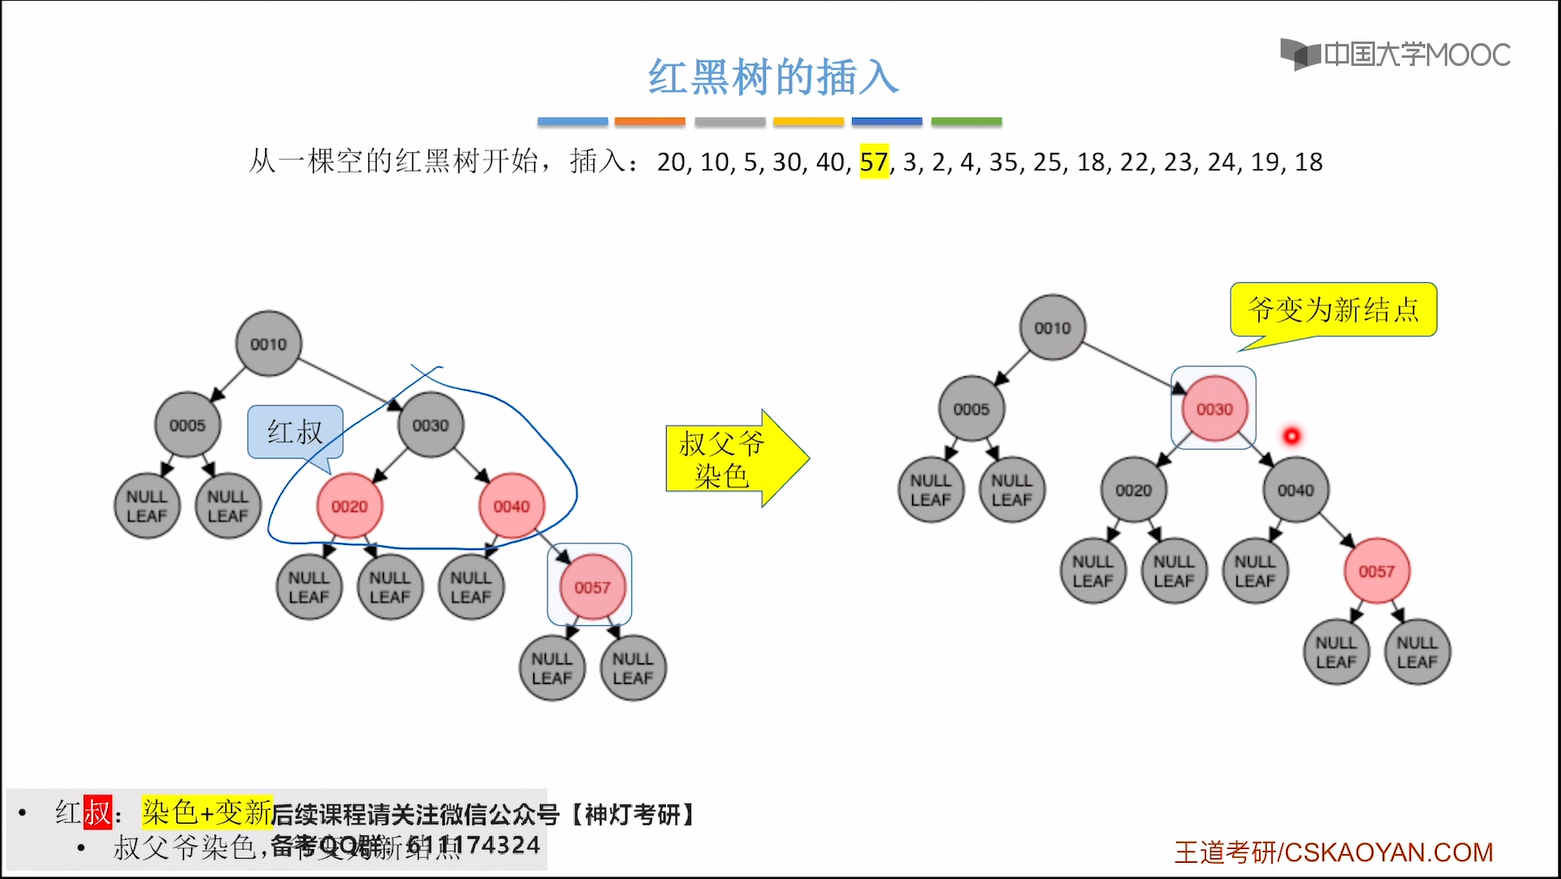 中国大学MOOC
红黑树的插入
从一棵空的红黑树开始，插入：20, 10, 5, 30, 40, 57, 3, 2, 4, 35, 25, 18, 22, 23, 24, 19, 18
爷变为新结点
0010
0005
红叔
0030
NULL LEAF
NULL LEAF
0020
0040
NULL LEAF
NULL LEAF
NULL LEAF
0057
NULL LEAF
NULL LEAF
叔父爷
染色
0010
0005
0030
NULL LEAF
NULL LEAF
0020
0040
NULL LEAF
NULL LEAF
NULL LEAF
0057
NULL LEAF
NULL LEAF
• 红叔：染色+变新
后续课程请关注微信公众号【神灯考研】
• 叔父爷染色，爷变为新结点
备考QQ群：611174324
王道考研/CSKAOYAN.COM